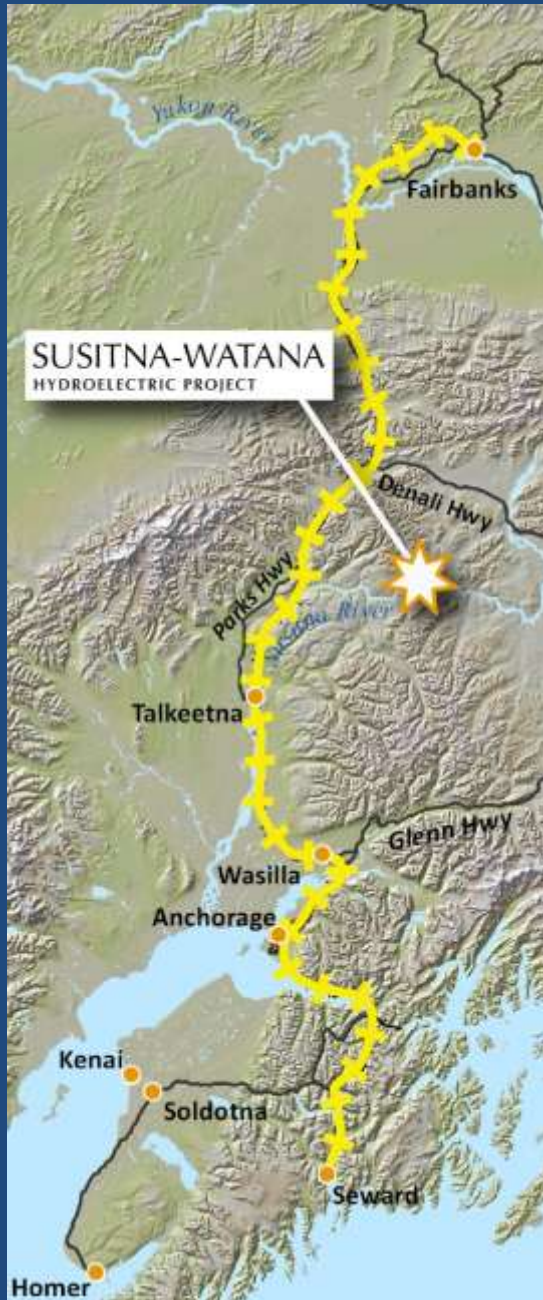 Yukon River
Fairbanks
SUSITNA-WATANA
HYDROELECTRIC PROJECT
Denali Hwy
Parks Hwy
Susitna River
Talkeetna
Glenn Hwy
Wasilla
Anchorage
Kenai
Soldotna
Seward
Homer